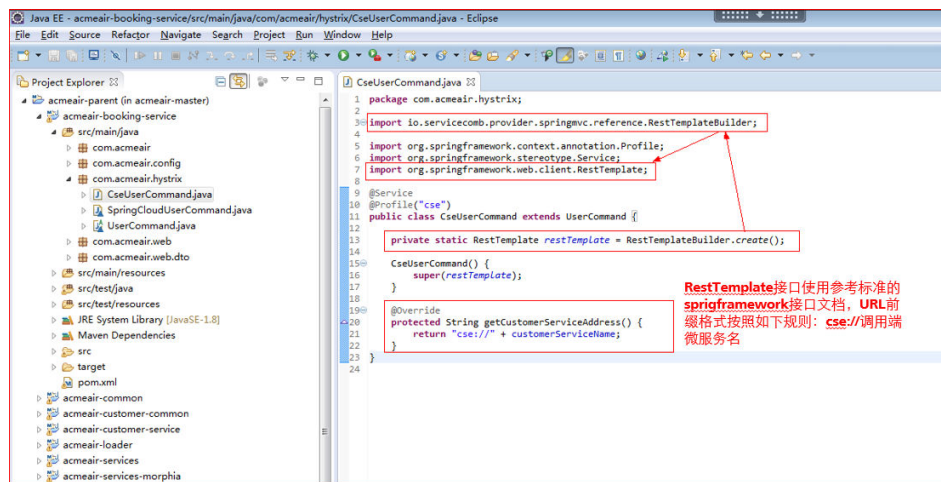 Java EE - acmeair-booking-service/src/main/java/com/acmeair/hystrix/CseUserCommand.java - Eclipse
File Edit Source Refactor Navigate Search Project Run Window Help
Project Explorer
acmeair-parent (in acmeair-master)
acmeair-booking-service
src/main/java
com.acmeair
com.acmeair.config
com.acmeair.hystrix
CseUserCommand.java
SpringCloudUserCommand.java
UserCommand.java
com.acmeair.web
com.acmeair.web.dto
src/main/resources
src/test/java
src/test/resources
JRE System Library [JavaSE-1.8]
Maven Dependencies
src
target
pom.xml
acmeair-common
acmeair-customer-common
acmeair-customer-service
acmeair-loader
acmeair-services
acmeair-services-morphia
CseUserCommand.java
1 package com.acmeair.hystrix;
2
3 import io.servicecomb.provider.springmvc.reference.RestTemplateBuilder;
4
5 import org.springframework.context.annotation.Profile;
6 import org.springframework.stereotype.Service;
7 import org.springframework.web.client.RestTemplate;
8
9 @Service
10 @Profile("cse")
11 public class CseUserCommand extends UserCommand {
12
13 private static RestTemplate restTemplate = RestTemplateBuilder.create();
14
15 CseUserCommand() {
16 super(restTemplate);
17 }
18
19 @Override
20 protected String getCustomerServiceAddress() {
21 return "cse://" + customerServiceName;
22 }
23 }
24
RestTemplate接口使用参考标准的
sprigframework接口文档，URL前
缀格式按照如下规则：cse://调用端
微服务名